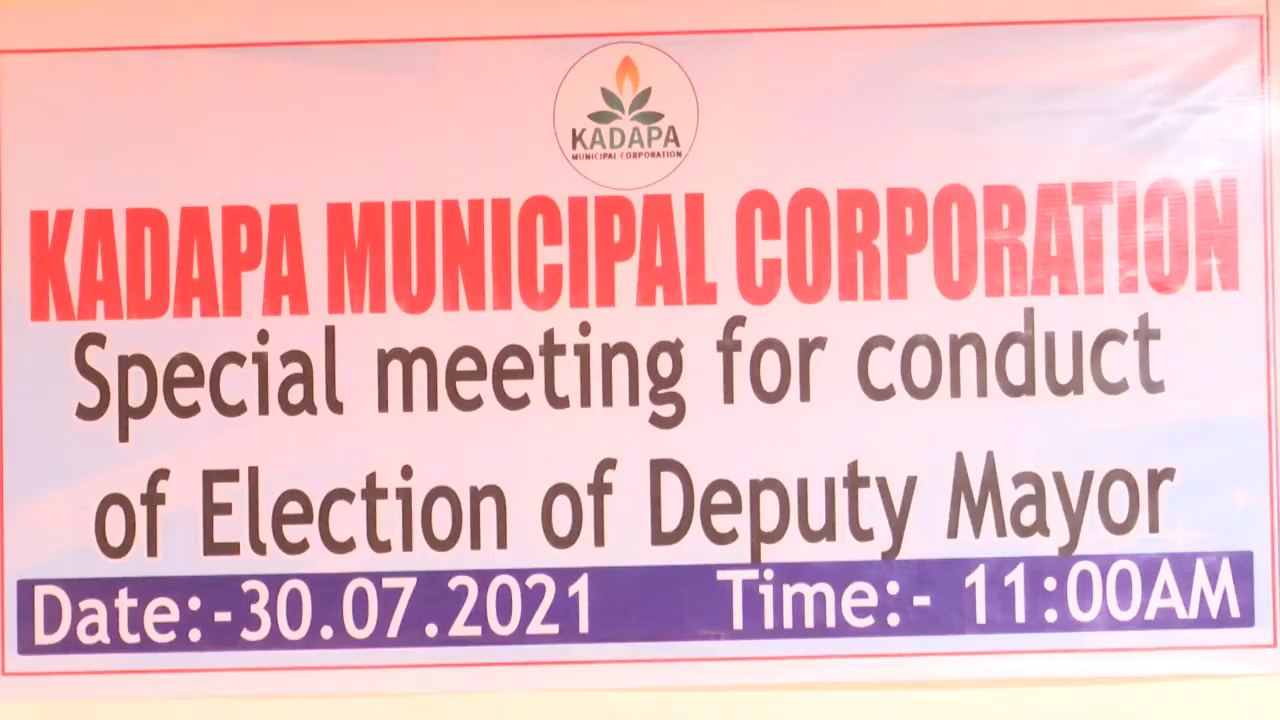 KADAPA
MUNICIPAL CORPORATION
KADAPA MUNICIPAL CORPORATION
Special meeting for conduct
of Election of Deputy Mayor
Date:-30.07.2021 Time:- 11:00AM